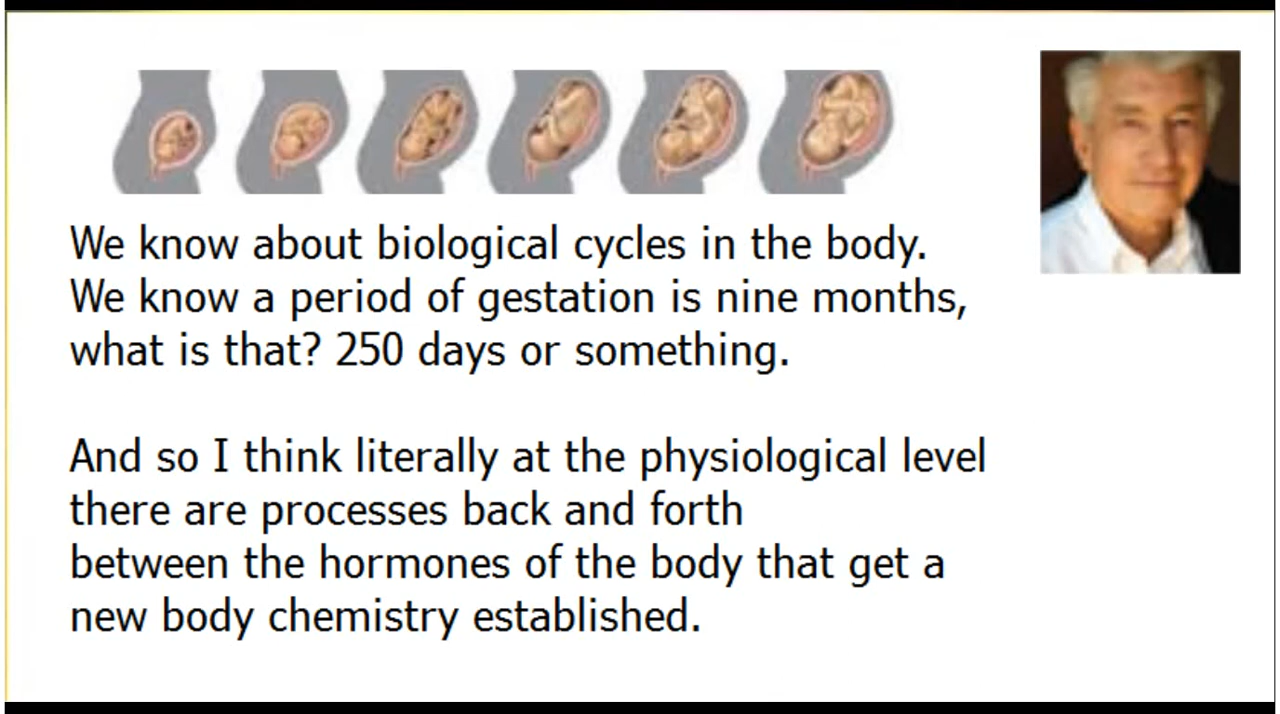 We know about biological cycles in the body.
We know a period of gestation is nine months,
what is that? 250 days or something.
And so I think literally at the physiological level
there are processes back and forth
between the hormones of the body that get a
new body chemistry established.